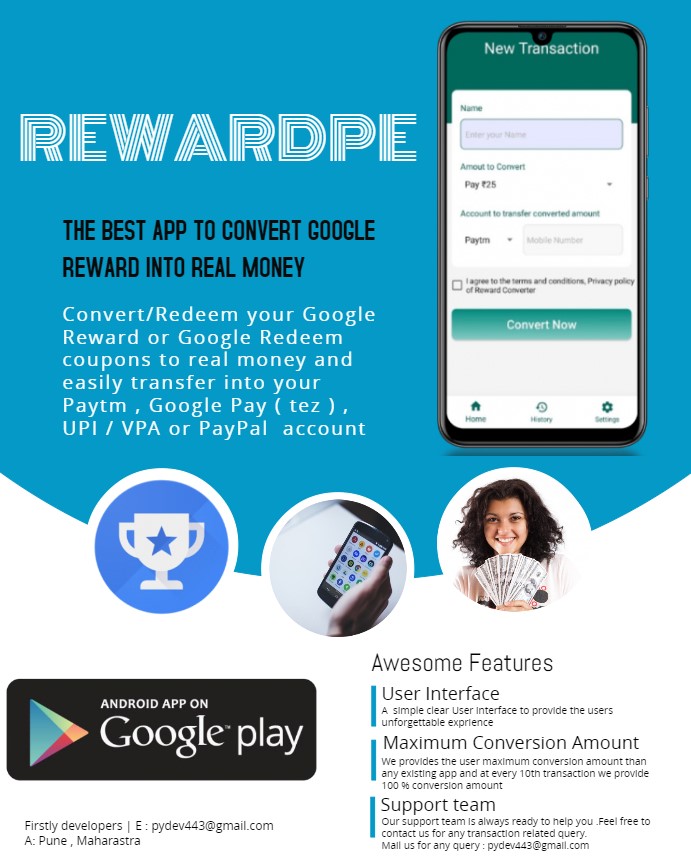 REWARDPE
THE BEST APP TO CONVERT GOOGLE
REWARD INTO REAL MONEY
Convert/Redeem your Google
Reward or Google Redeem
coupons to real money and
easily transfer into your
Paytm , Google Pay ( tez ) ,
UPI / VPA or PayPal account
New Transaction
Name
Enter your Name
Amout to Convert
Pay ₹25
Account to transfer converted amount
Paytm
Mobile Number
I agree to the terms and conditions, Privacy policy
of Reward Converter
Convert Now
Home
History
Settings
ANDROID APP ON
Google™ play
Firstly developers | E : pydev443@gmail.com
A: Pune , Maharastra
Awesome Features
User Interface
A simple clear User Interface to provide the users
unforgettable exprience
Maximum Conversion Amount
We provides the user maximum conversion amount than
any existing app and at every 10th transaction we provide
100 % conversion amount
Support team
Our support team is always ready to help you .Feel free to
contact us for any transaction related query.
Mail us for any query : pydev443@gmail.com